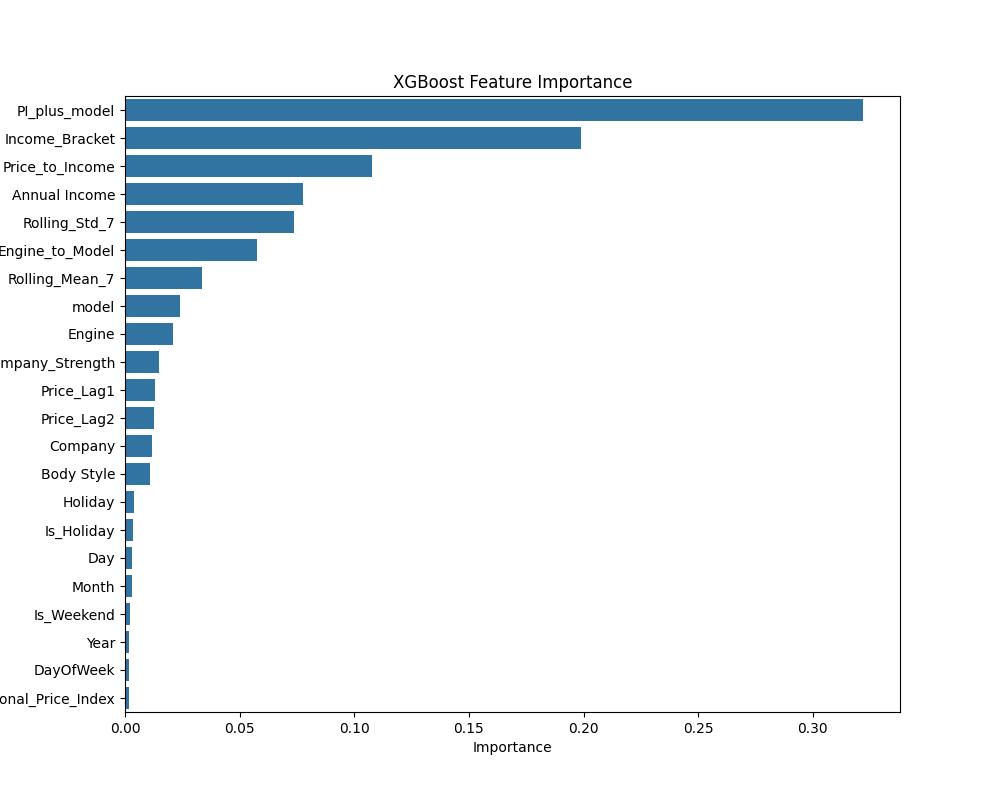 XGBoost Feature Importance
PI_plus_model
Income_Bracket
Price_to_Income
Annual Income
Rolling_Std_7
Engine_to_Model
Rolling_Mean_7
model
Engine
mpany_Strength
Price_Lag1
Price_Lag2
Company
Body Style
Holiday
Is_Holiday
Day
Month
Is_Weekend
Year
DayOfWeek
onal_Price_Index
0.00 0.05 0.10 0.15 0.20 0.25 0.30
Importance